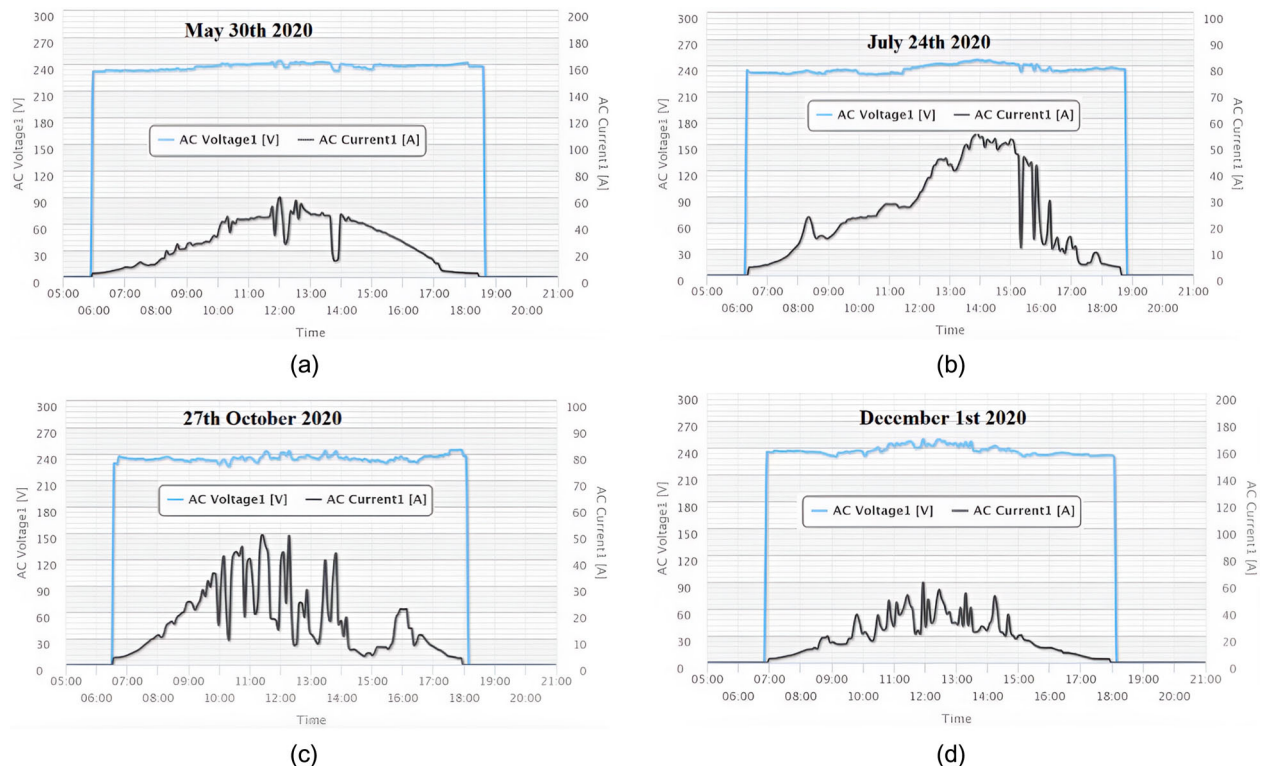 May 30th 2020
300 270 240 210 180 150 120 90 60 30 0
AC Voltage1 [V]
200 180 160 140 120 100 80 60 40 20 0
AC Current1 [A]
AC Voltage1 [V] AC Current1 [A]
05:00 07:00 09:00 11:00 13:00 15:00 17:00 19:00 21:00
06:00 08:00 10:00 12:00 14:00 16:00 18:00 20:00
Time
(a)
July 24th 2020
300 270 240 210 180 150 120 90 60 30 0
AC Voltage1 [V]
100 90 80 70 60 50 40 30 20 10 0
AC Current1 [A]
AC Voltage1 [V] AC Current1 [A]
05:00 07:00 09:00 11:00 13:00 15:00 17:00 19:00 21:00
06:00 08:00 10:00 12:00 14:00 16:00 18:00 20:00
Time
(b)
27th October 2020
300 270 240 210 180 150 120 90 60 30 0
AC Voltage1 [V]
100 90 80 70 60 50 40 30 20 10 0
AC Current1 [A]
AC Voltage1 [V] AC Current1 [A]
05:00 07:00 09:00 11:00 13:00 15:00 17:00 19:00 21:00
06:00 08:00 10:00 12:00 14:00 16:00 18:00 20:00
Time
(c)
December 1st 2020
300 270 240 210 180 150 120 90 60 30 0
AC Voltage1 [V]
200 180 160 140 120 100 80 60 40 20 0
AC Current1 [A]
AC Voltage1 [V] AC Current1 [A]
05:00 07:00 09:00 11:00 13:00 15:00 17:00 19:00 21:00
06:00 08:00 10:00 12:00 14:00 16:00 18:00 20:00
Time
(d)